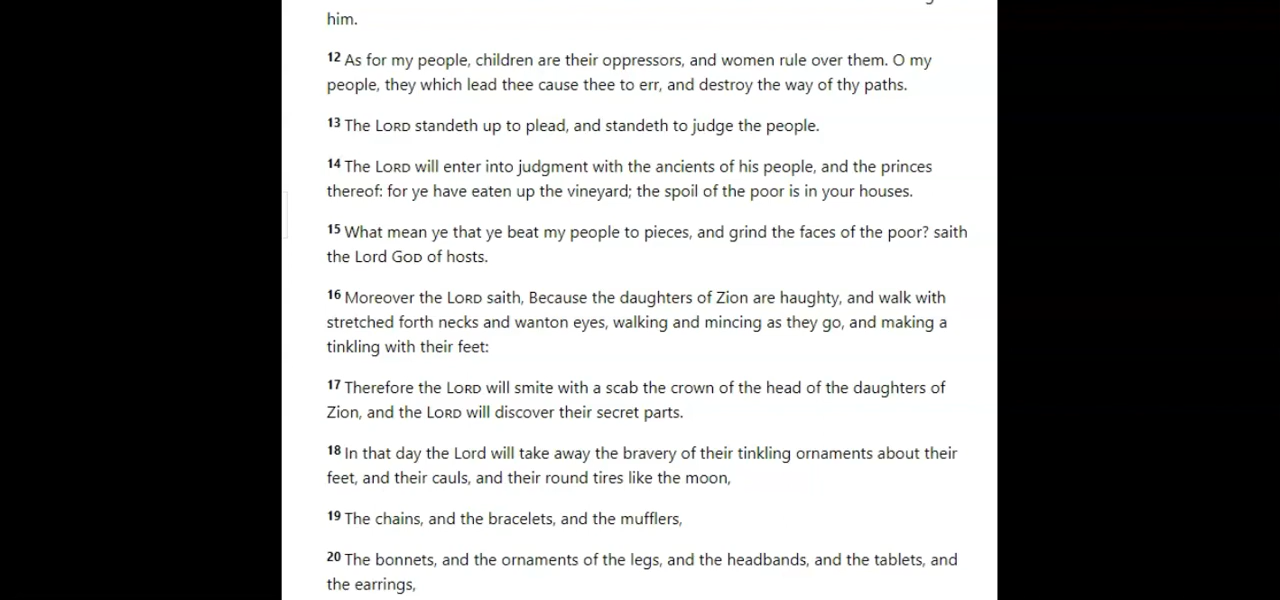 him.
12 As for my people, children are their oppressors, and women rule over them. O my
people, they which lead thee cause thee to err, and destroy the way of thy paths.
13 The LORD standeth up to plead, and standeth to judge the people.
14 The LORD will enter into judgment with the ancients of his people, and the princes
thereof: for ye have eaten up the vineyard; the spoil of the poor is in your houses.
15 What mean ye that ye beat my people to pieces, and grind the faces of the poor? saith
the Lord GOD of hosts.
16 Moreover the LORD saith, Because the daughters of Zion are haughty, and walk with
stretched forth necks and wanton eyes, walking and mincing as they go, and making a
tinkling with their feet:
17 Therefore the LORD will smite with a scab the crown of the head of the daughters of
Zion, and the LORD will discover their secret parts.
18 In that day the Lord will take away the bravery of their tinkling ornaments about their
feet, and their cauls, and their round tires like the moon,
19 The chains, and the bracelets, and the mufflers,
20 The bonnets, and the ornaments of the legs, and the headbands, and the tablets, and
the earrings,